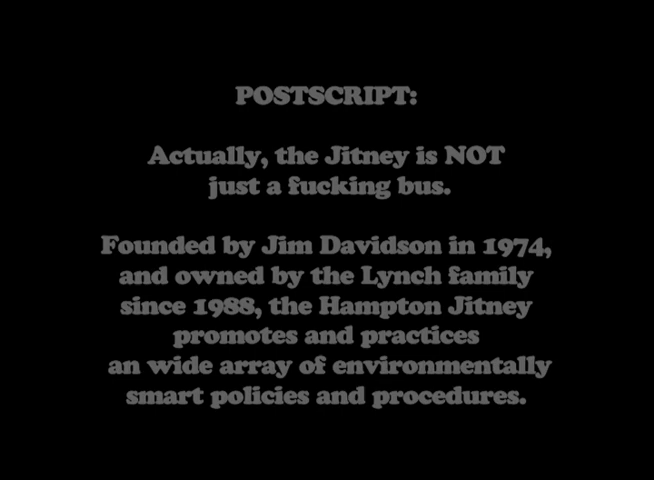 POSTSCRIPT:
Actually, the Jitney is NOT
just a fucking bus.
Founded by Jim Davidson in 1974,
and owned by the Lynch family
since 1988, the Hampton Jitney
promotes and practices
an wide array of environmentally
smart policies and procedures.